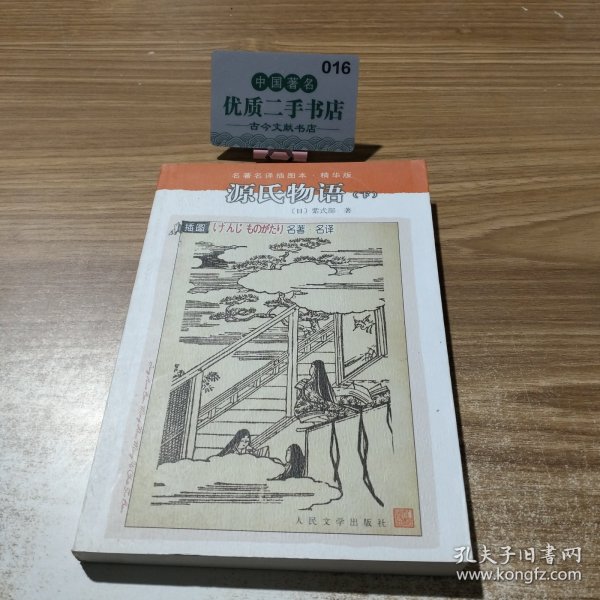 016
中国著名
优质二手书店
古今文献书店
名著名译插图本·精华版
源氏物语(下)
〔日〕紫式部 著
插图 げんじものがたり 名著 名译
人民文学出版社
孔夫子旧书网
www.kongfz.com